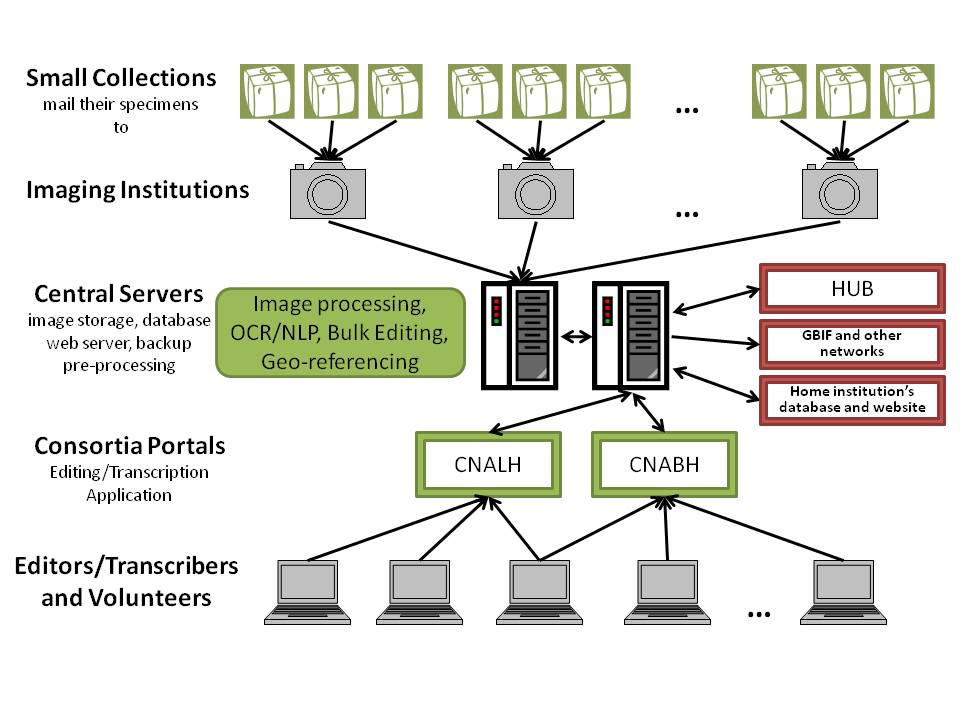 Small Collections
mail their specimens
to
...
Imaging Institutions
...
Central Servers
image storage, database
web server, backup
pre-processing
Image processing,
OCR/NLP, Bulk Editing,
Geo-referencing
HUB
GBIF and other
networks
Home institution's
database and website
Consortia Portals
Editing/Transcription
Application
CNALH
CNABH
Editors/Transcribers
and Volunteers
...